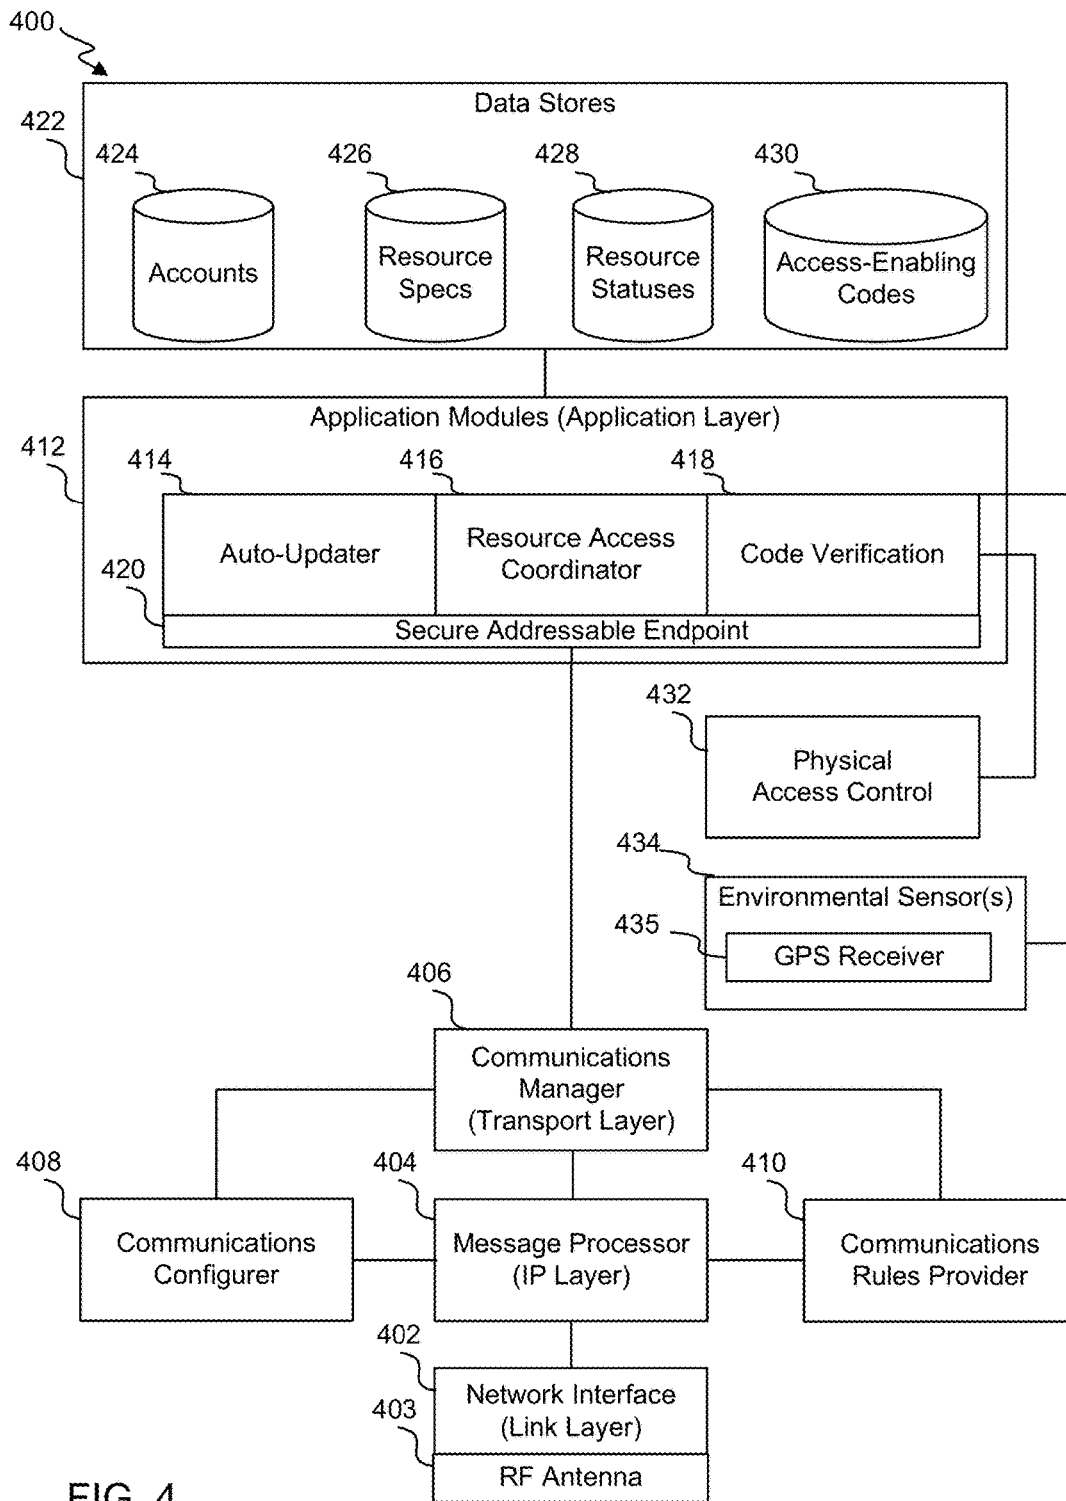 400
Data Stores
422
424
426
428
430
Accounts
Resource
Specs
Resource
Statuses
Access-Enabling
Codes
Application Modules (Application Layer)
412
414
416
418
Auto-Updater
Resource Access
Coordinator
Code Verification
420
Secure Addressable Endpoint
432
Physical
Access Control
434
Environmental Sensor(s)
435
GPS Receiver
406
Communications
Manager
(Transport Layer)
408
404
410
Communications
Configurer
Message Processor
(IP Layer)
Communications
Rules Provider
402
Network Interface
(Link Layer)
403
RF Antenna
FIG. 4